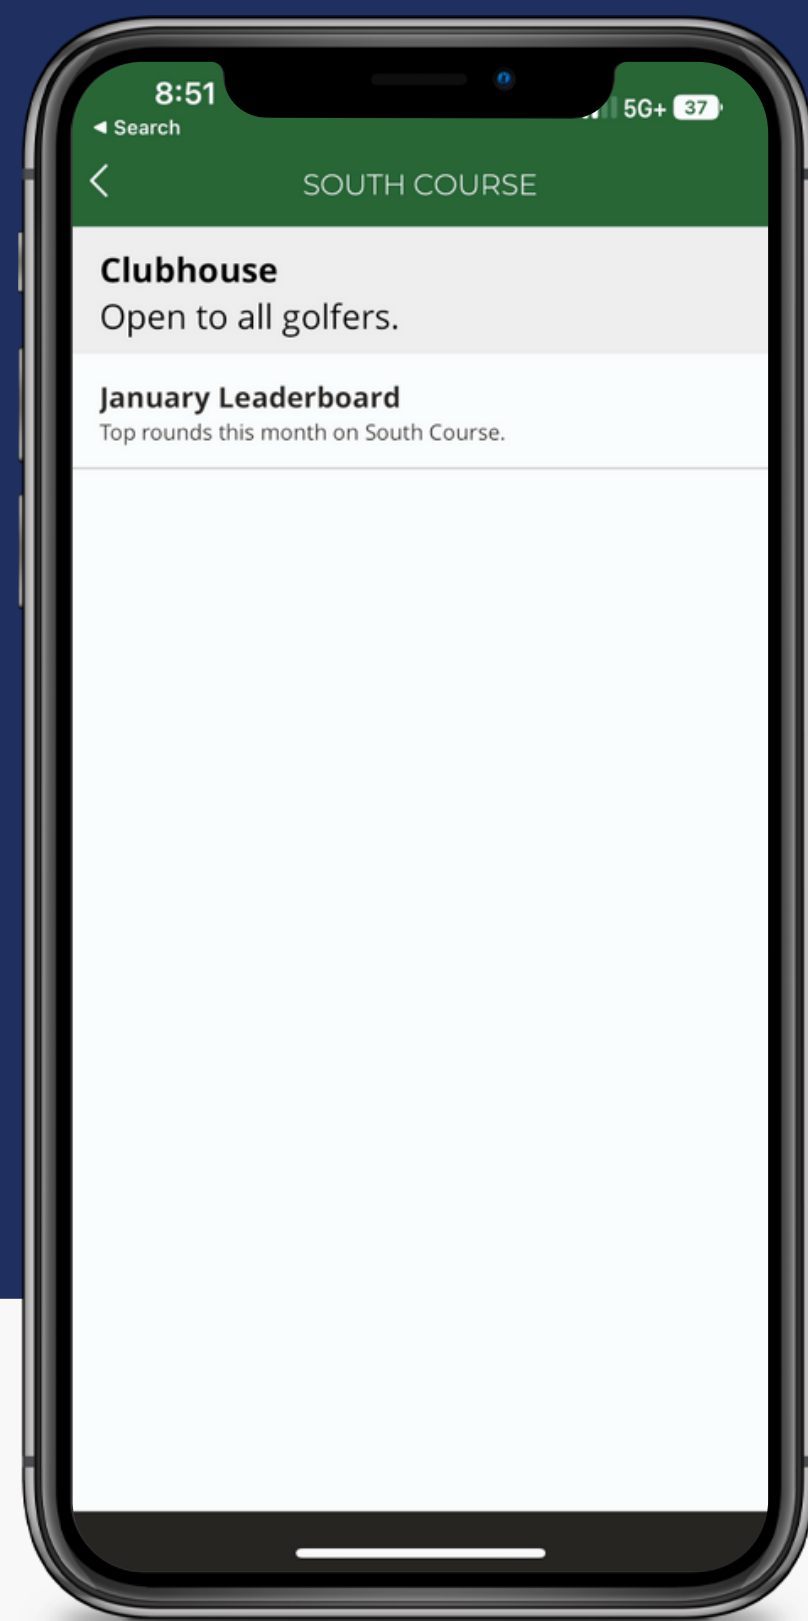 8:51
◀ Search
5G+ 37
SOUTH COURSE
Clubhouse
Open to all golfers.
January Leaderboard
Top rounds this month on South Course.